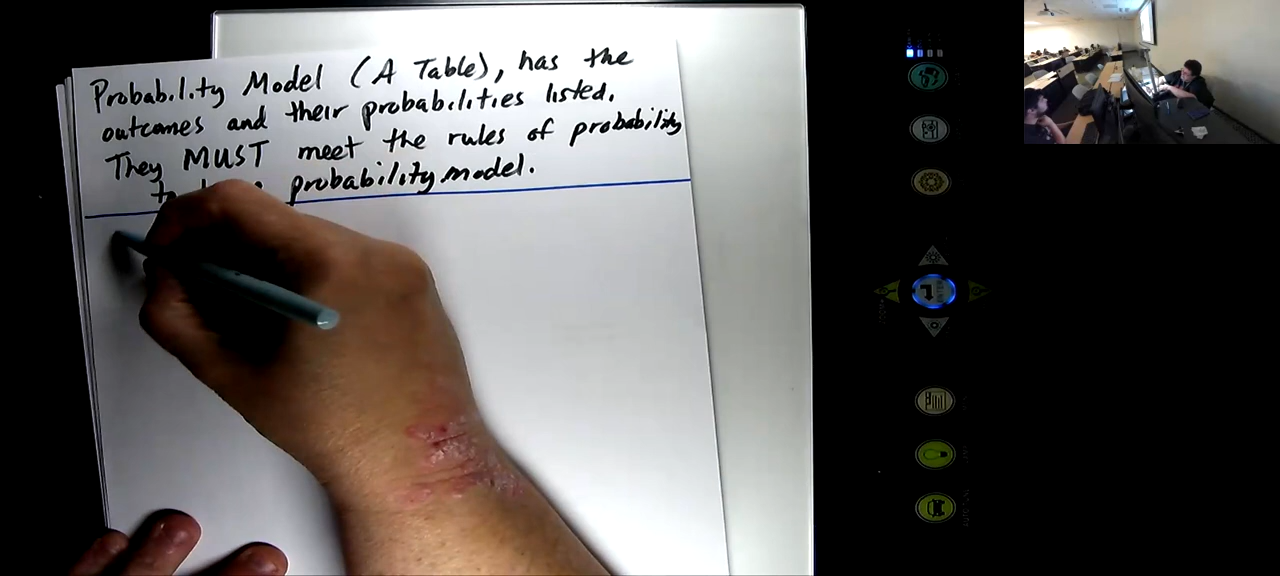 Probability Model (A Table), has the
outcomes and their probabilities listed.
They MUST meet the rules of probability
probability model.